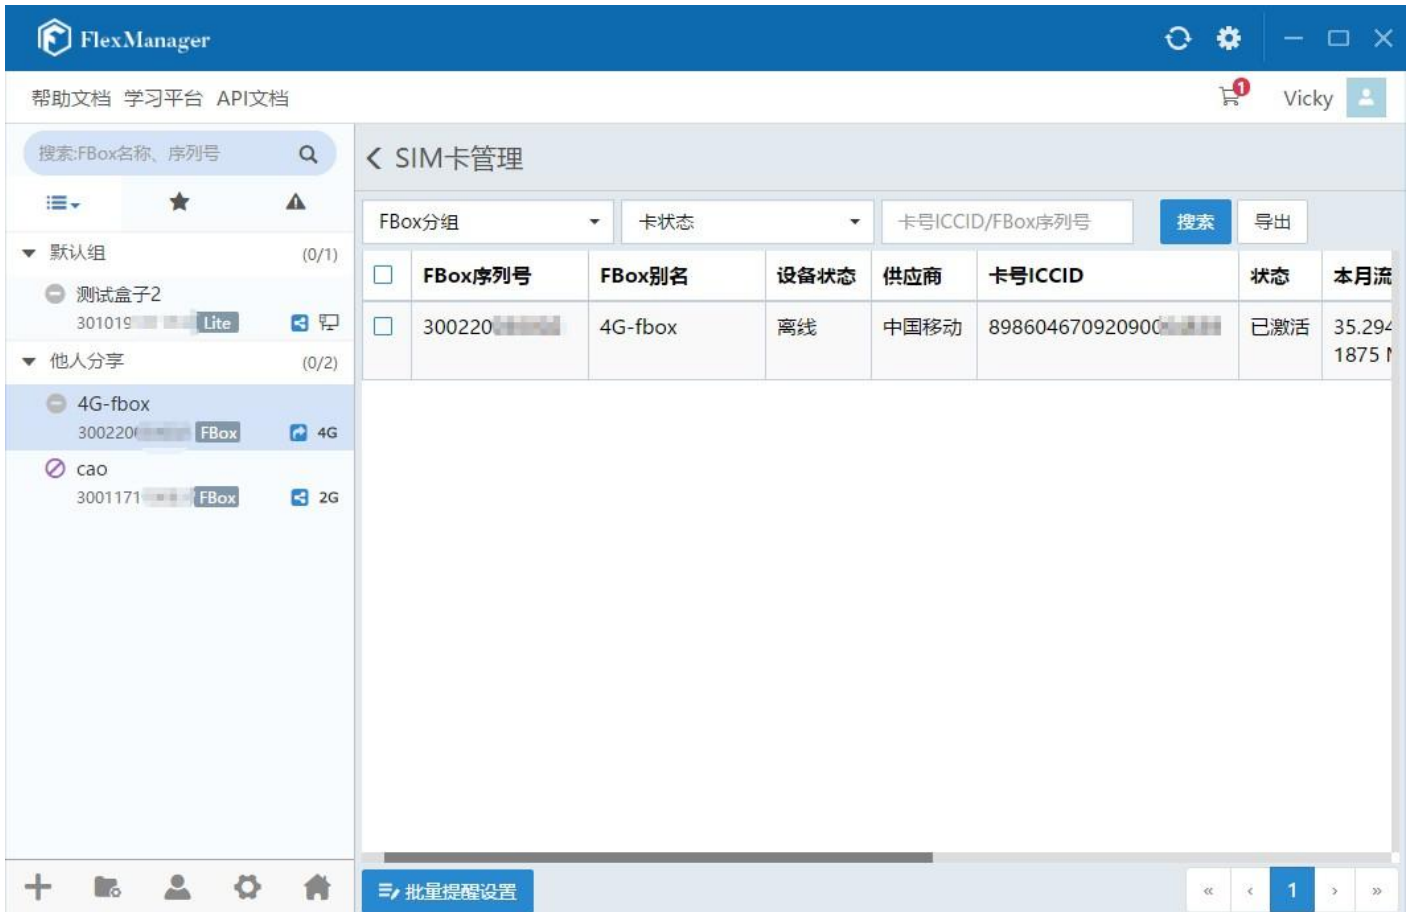 FlexManager
帮助文档 学习平台 API文档
1
Vicky
搜索:FBox名称、序列号
SIM卡管理
FBox分组
卡状态
卡号ICCID/FBox序列号
搜索
导出
默认组 (0/1)
测试盒子2
301019 Lite
他人分享 (0/2)
4G-fbox
300220 FBox 4G
cao
3001171 FBox 2G
FBox序列号 FBox别名 设备状态 供应商 卡号ICCID 状态 本月流
300220 4G-fbox 离线 中国移动 898604670920900 已激活 35.294
1875
批量提醒设置
« ‹ 1 › »